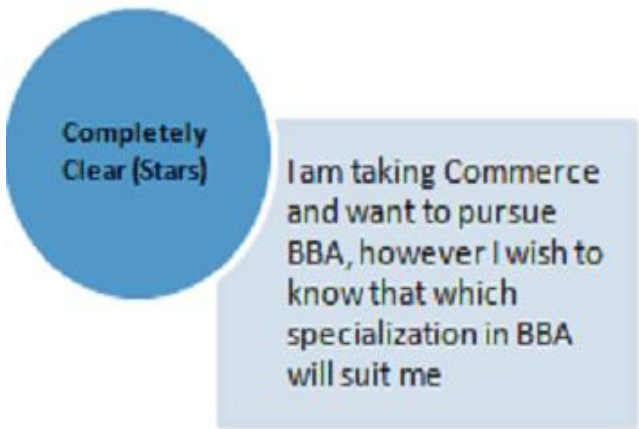 Completely
Clear (Stars)
I am taking Commerce
and want to pursue
BBA, however I wish to
know that which
specialization in BBA
will suit me